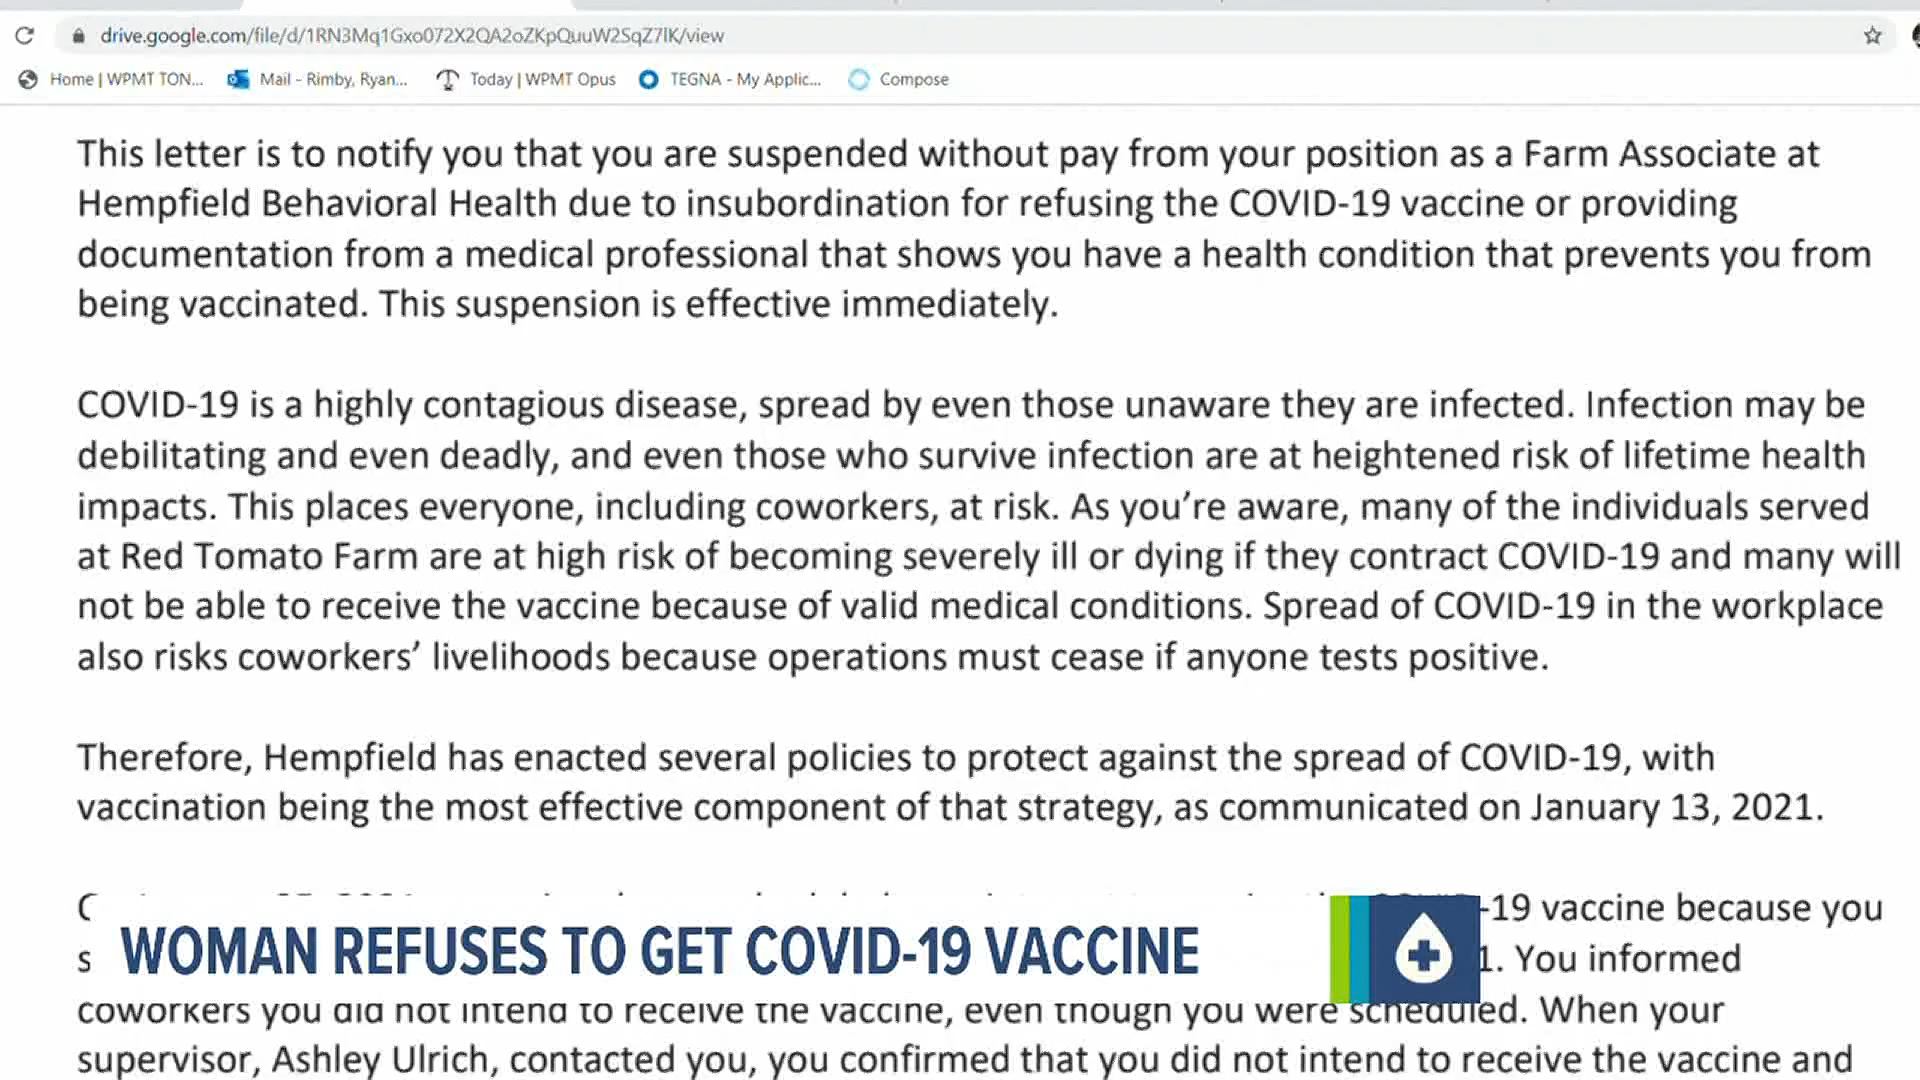 drive.google.com/file/d/1RN3Mq1Gxo072X2QA2oZKpQuuW2SqZ7lK/view
Home | WPMT TON... Mail - Rimby, Ryan... Today | WPMT Opus TEGNA - My Applic... Compose
This letter is to notify you that you are suspended without pay from your position as a Farm Associate at
Hempfield Behavioral Health due to insubordination for refusing the COVID-19 vaccine or providing
documentation from a medical professional that shows you have a health condition that prevents you from
being vaccinated. This suspension is effective immediately.
COVID-19 is a highly contagious disease, spread by even those unaware they are infected. Infection may be
debilitating and even deadly, and even those who survive infection are at heightened risk of lifetime health
impacts. This places everyone, including coworkers, at risk. As you’re aware, many of the individuals served
at Red Tomato Farm are at high risk of becoming severely ill or dying if they contract COVID-19 and many will
not be able to receive the vaccine because of valid medical conditions. Spread of COVID-19 in the workplace
also risks coworkers’ livelihoods because operations must cease if anyone tests positive.
Therefore, Hempfield has enacted several policies to protect against the spread of COVID-19, with
vaccination being the most effective component of that strategy, as communicated on January 13, 2021.
-19 vaccine because you
WOMAN REFUSES TO GET COVID-19 VACCINE
1. You informed
coworkers you did not intend to receive the vaccine, even though you were scheduled. When your
supervisor, Ashley Ulrich, contacted you, you confirmed that you did not intend to receive the vaccine and